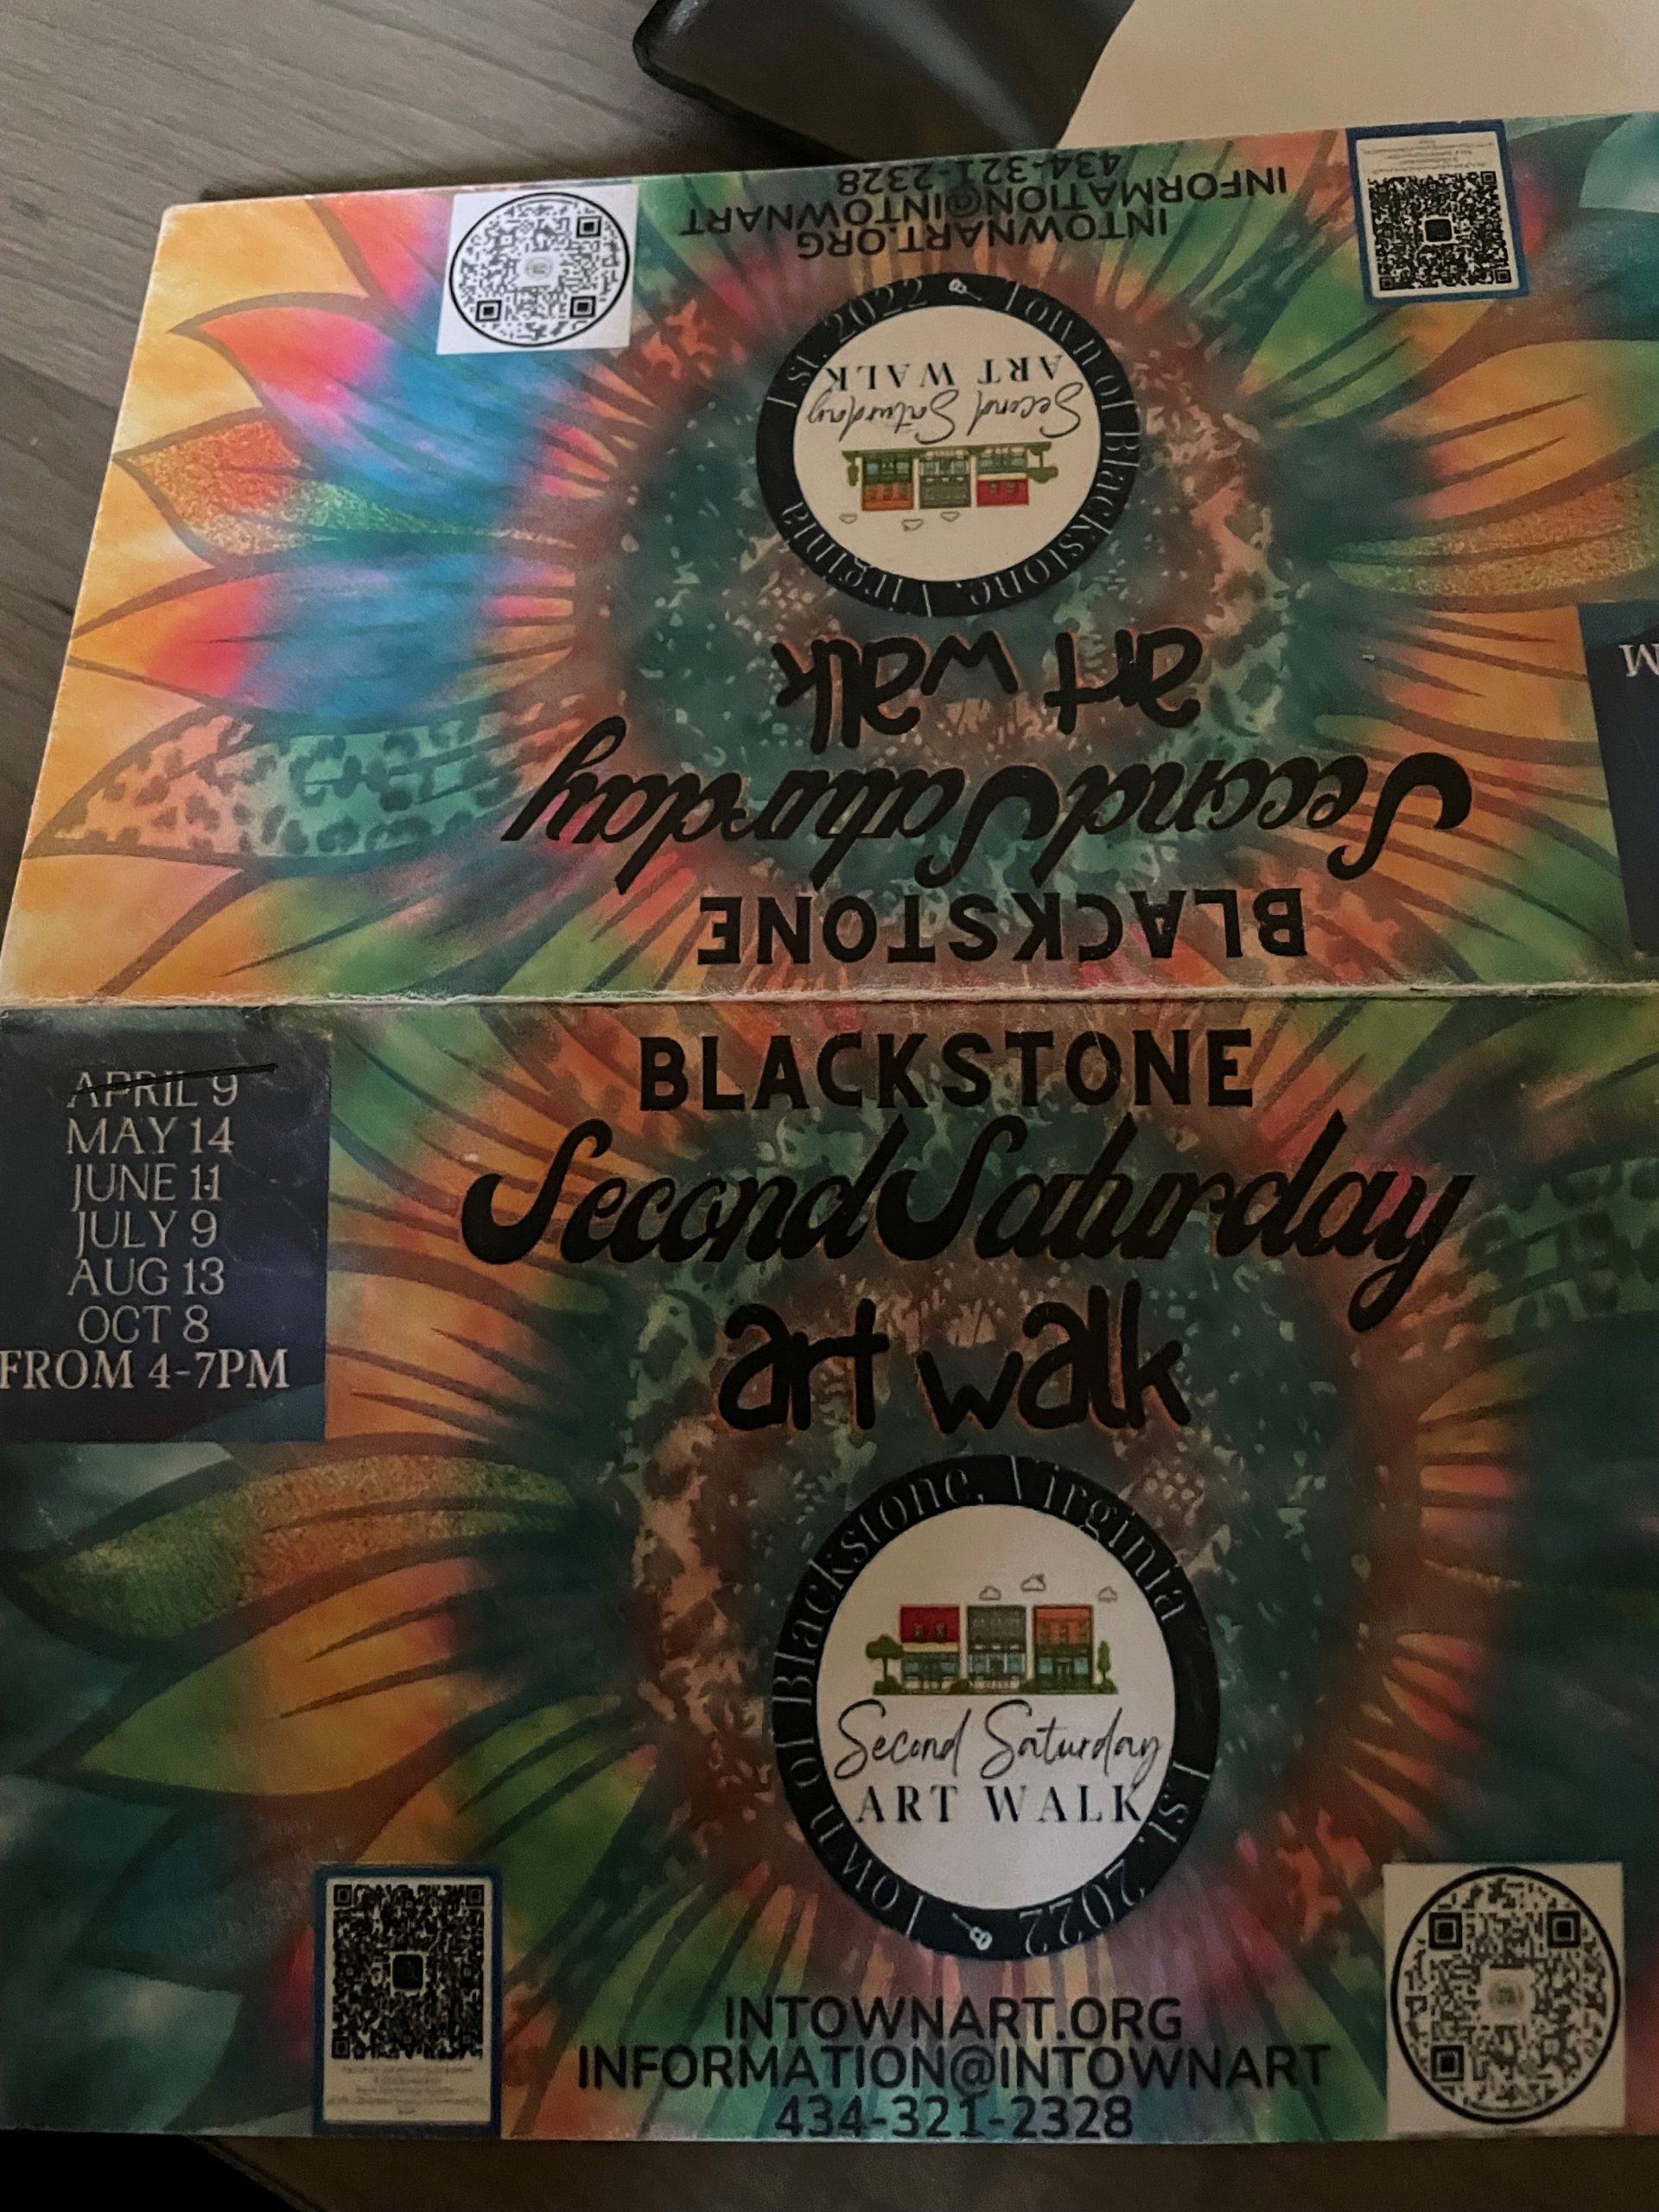 434-321-2328
INFORMATION@INTOWNART
INTOWNART.ORG
Est. 2022 Town of Blackstone, Virginia
ART WALK
Second Saturday
art walk
Second Saturday
BLACKSTONE
M
BLACKSTONE
Second Saturday
art walk
APRIL 9
MAY 14
JUNE 11
JULY 9
AUG 13
OCT 8
FROM 4-7PM
Town of Blackstone, Virginia Est. 2022
Second Saturday
ART WALK
INTOWNART.ORG
INFORMATION@INTOWNART
434-321-2328